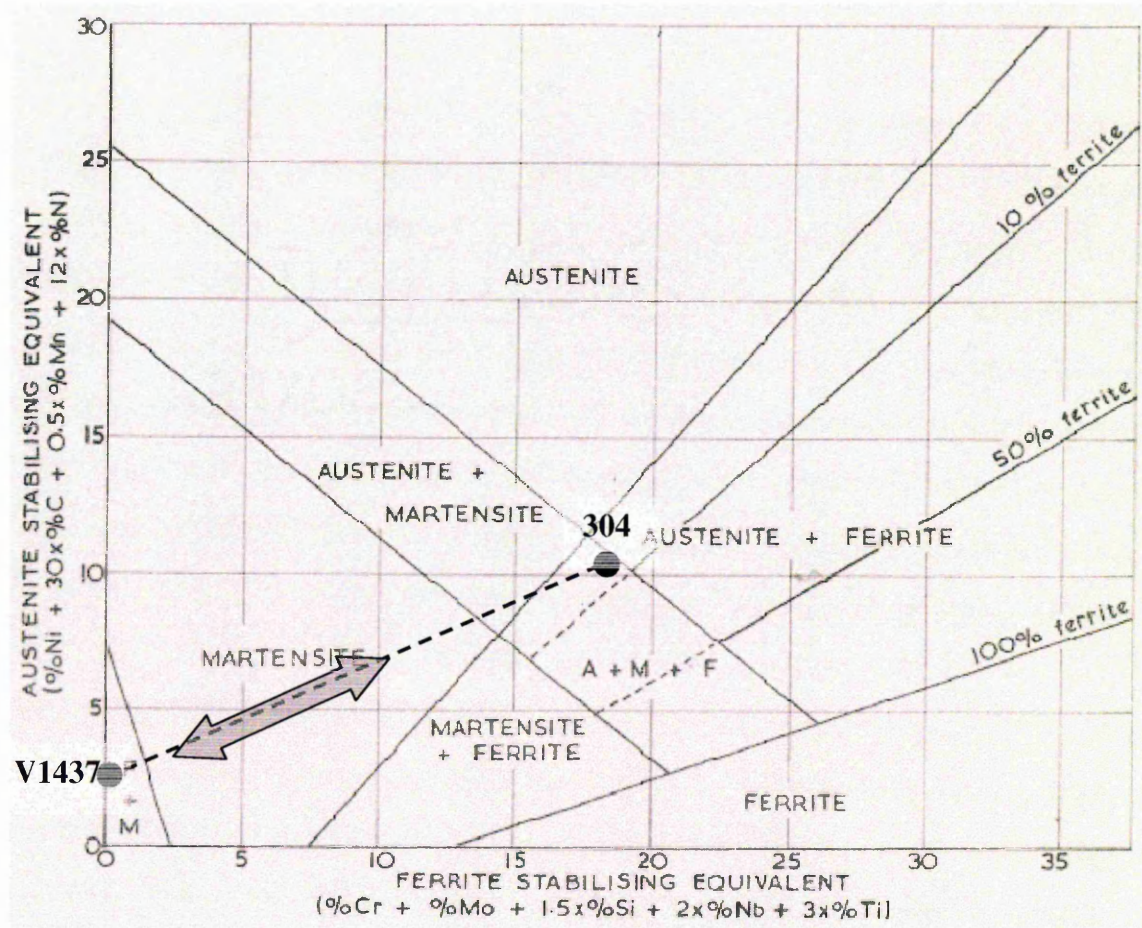 AUSTENITE STABILISING EQUIVALENT
(%Ni + 30x%C + 0.5x%Mn + 12x%N)
30
25
20
15
10
5
0
10 % ferrite
AUSTENITE
50% ferrite
AUSTENITE +
MARTENSITE
304
AUSTENITE + FERRITE
100% ferrite
MARTENSITE
A + M + F
MARTENSITE
+ FERRITE
V1437
F
+
M
FERRITE
0 5 10 15 20 25 30 35
FERRITE STABILISING EQUIVALENT
(%Cr + %Mo + 1.5x%Si + 2x%Nb + 3x%Ti)